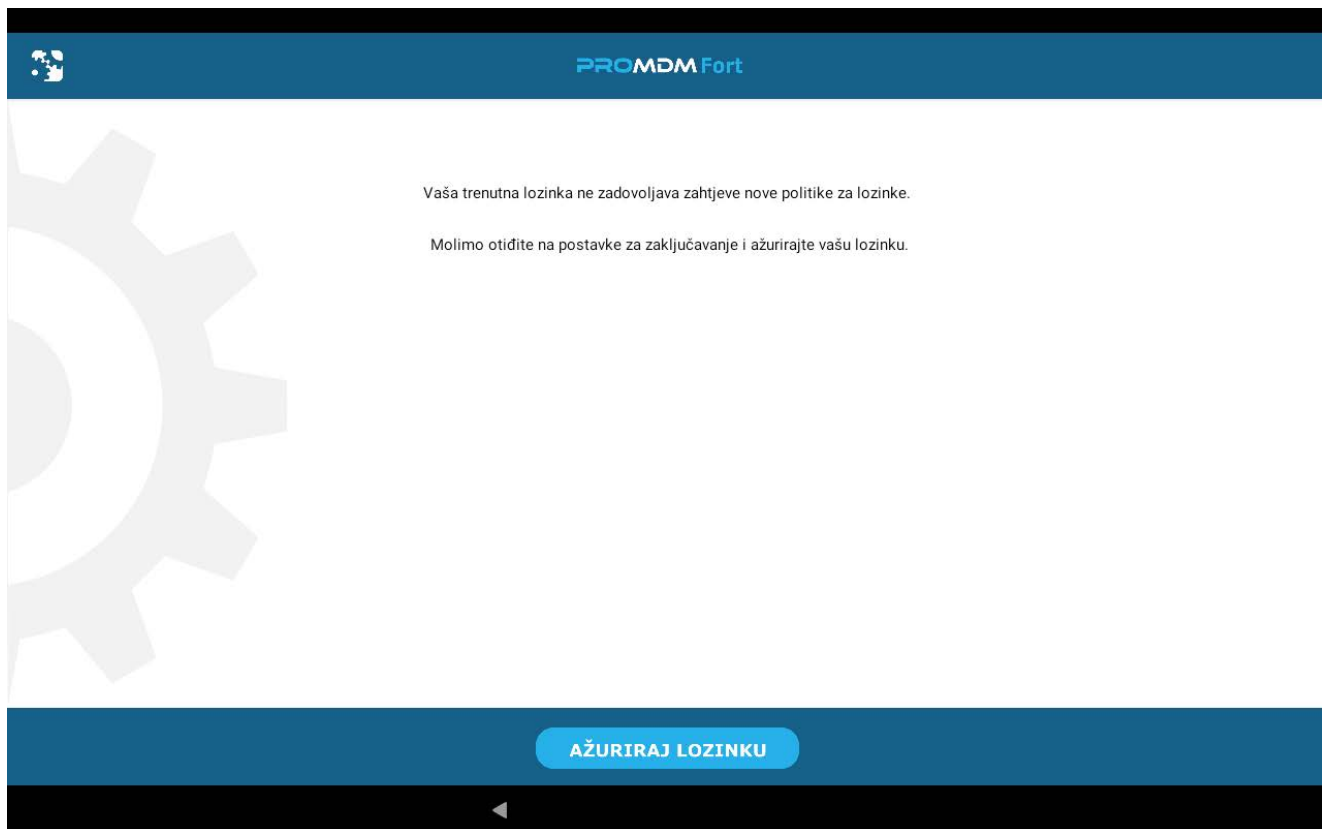 PROMDM Fort
Vaša trenutna lozinka ne zadovoljava zahtjeve nove politike za lozinke.
Molimo otiđite na postavke za zaključavanje i ažurirajte vašu lozinku.
AŽURIRAJ LOZINKU